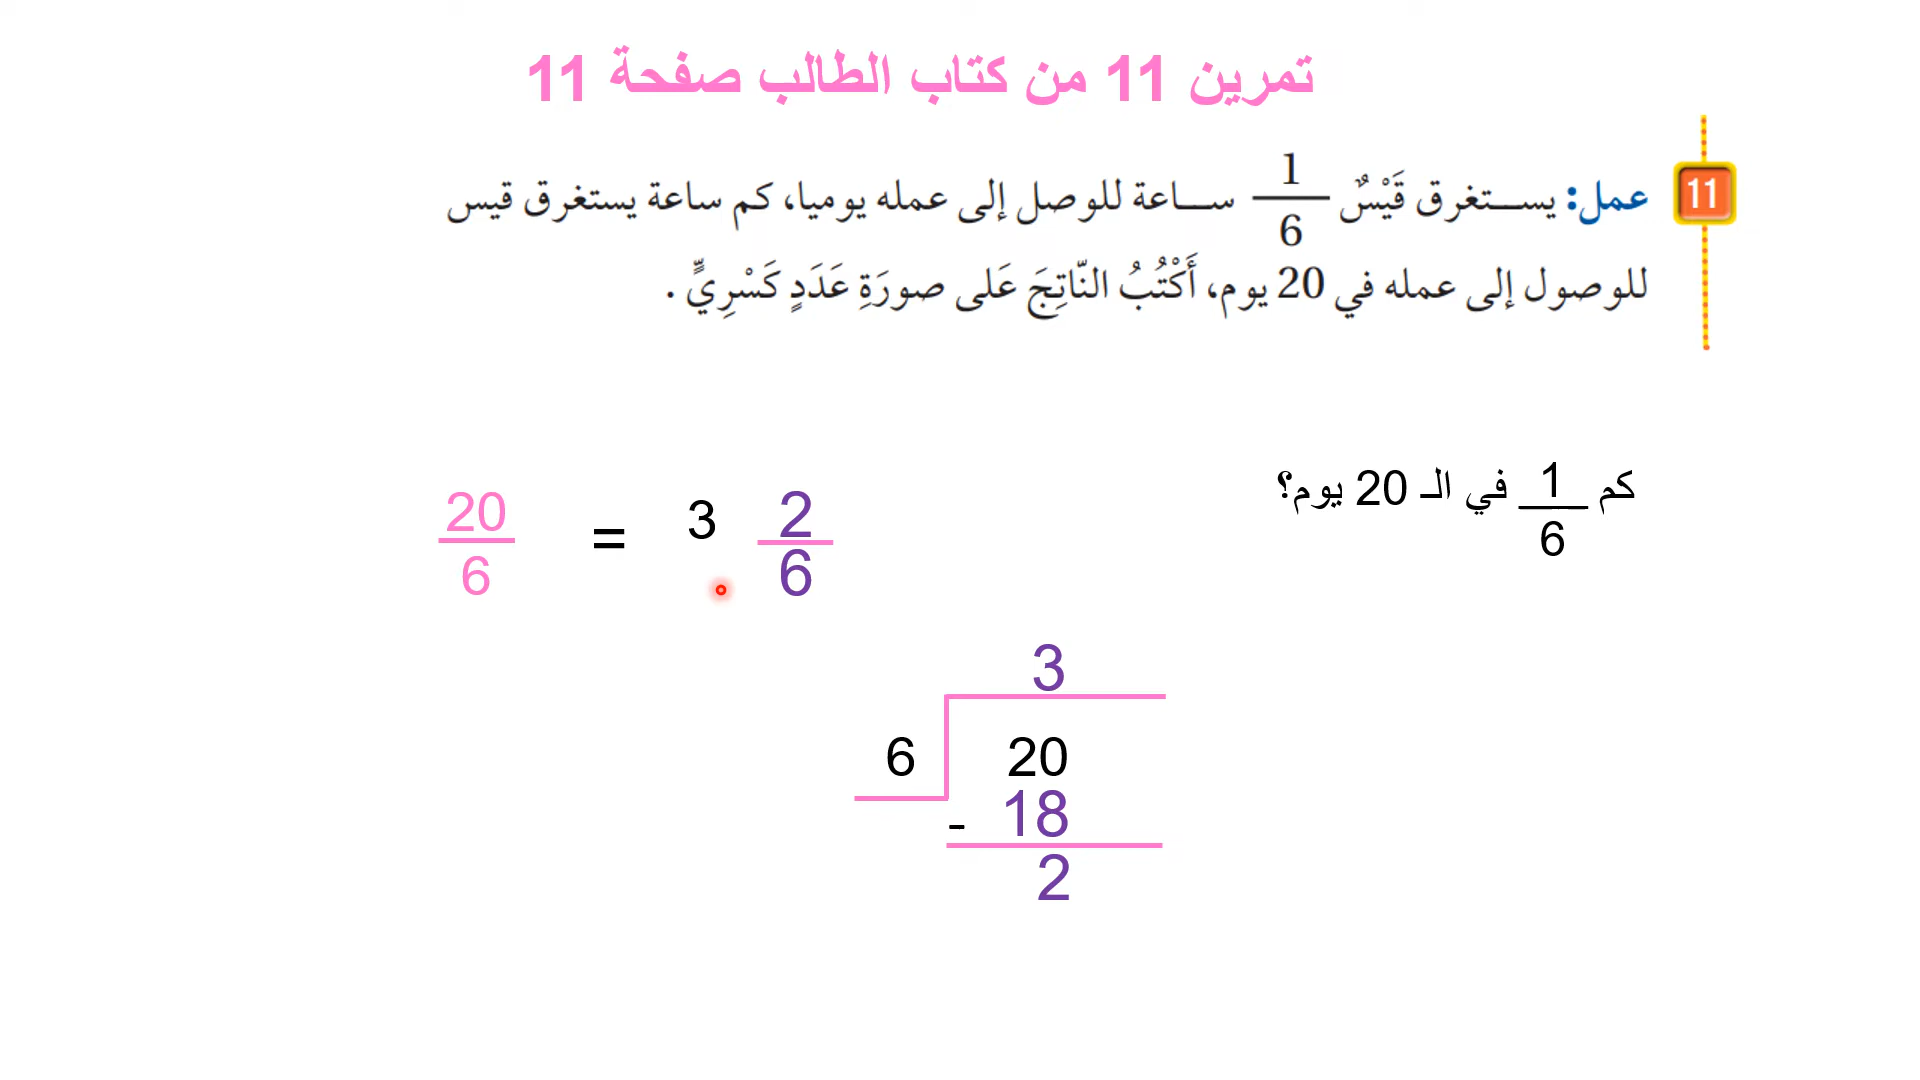 تمرين 11 من كتاب الطالب صفحة 11
11 عمل: يستغرق قَيْسٌ 1/6 ساعة للوصل إلى عمله يوميا، كم ساعة يستغرق قيس
للوصول إلى عمله في 20 يوم، أَكْتُبُ النّاتِجَ عَلى صورَةِ عَدَدٍ كَسْرِيٍّ .
كم 1/6 في الـ 20 يوم؟
20/6 = 3 2/6
3
6 20
- 18
2